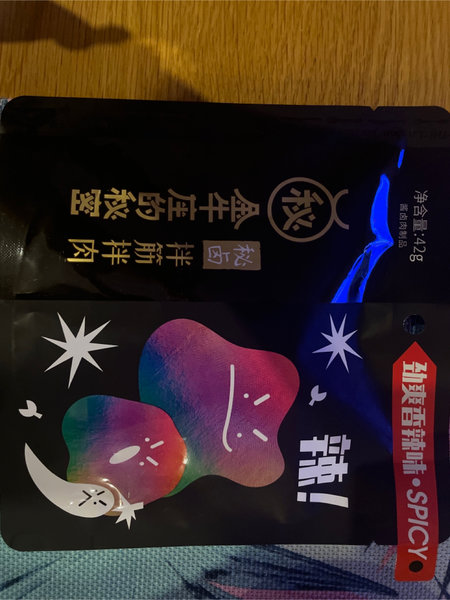 秘
金牛座的秘密
秘卤
拌筋拌肉
净含量:42g
酱卤肉制品
劲爽香辣味·SPICY
辣!